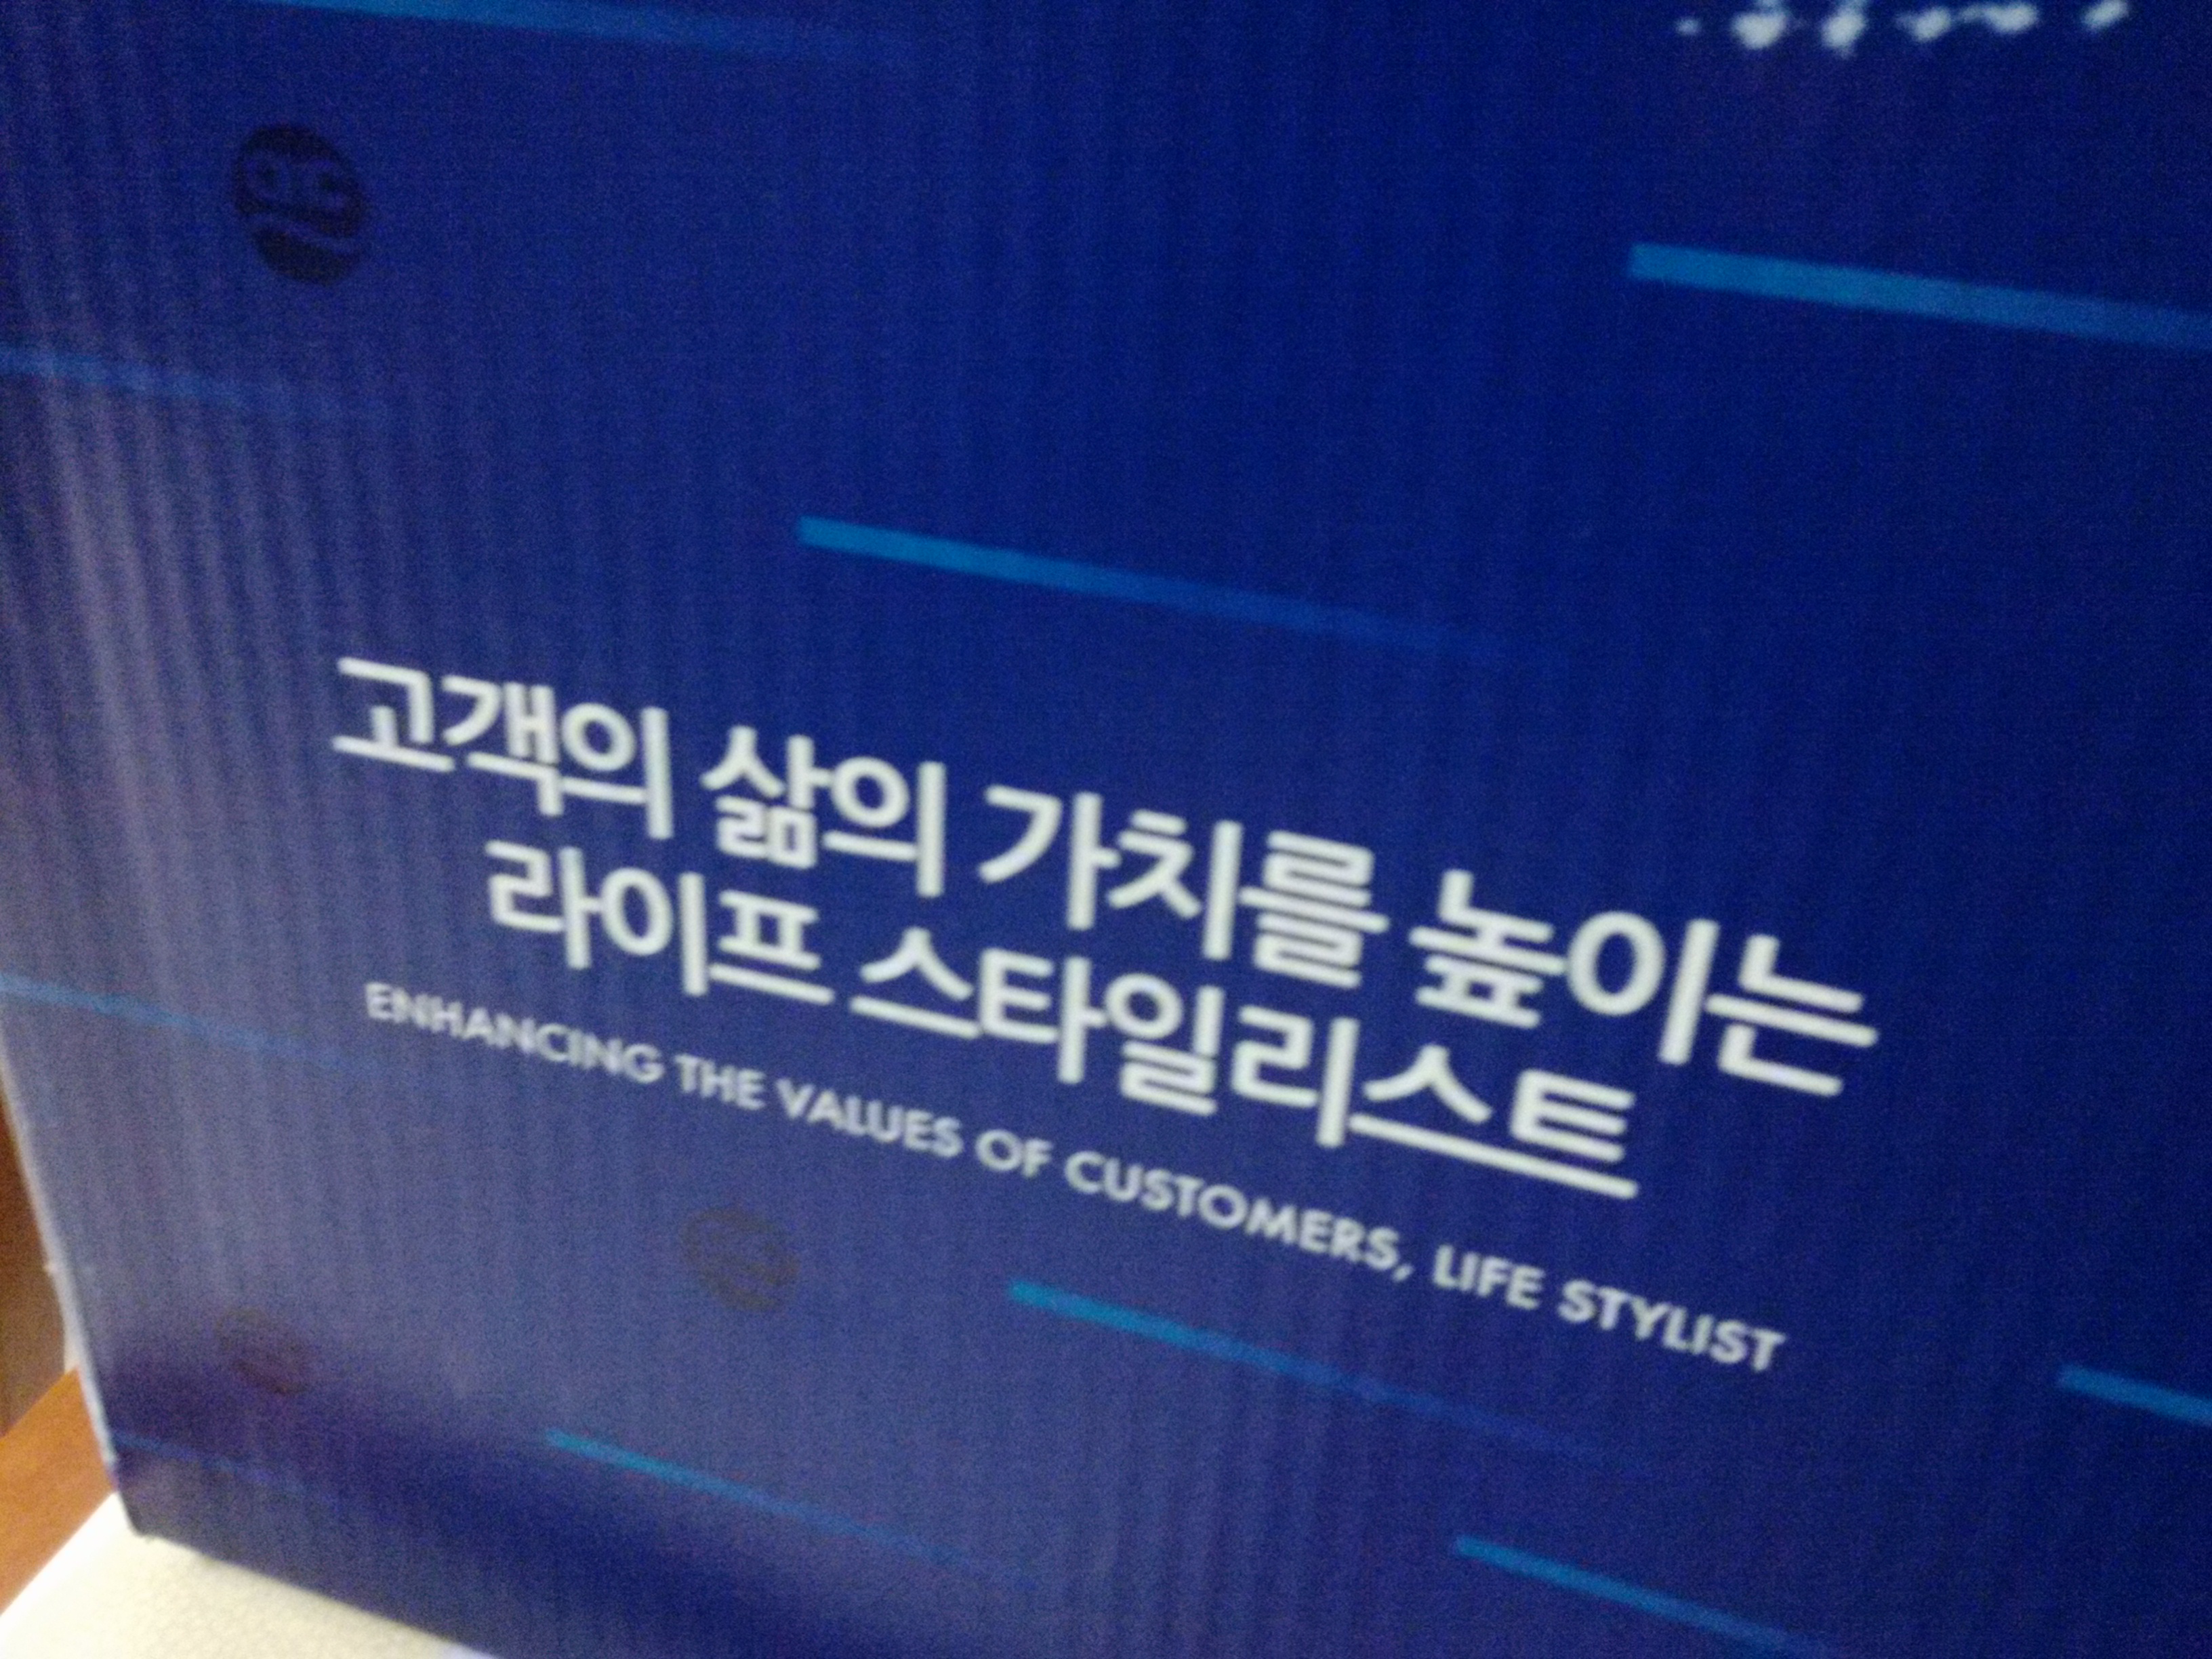 고객의 삶의 가치를 높이는
라이프 스타일리스트
ENHANCING THE VALUES OF CUSTOMERS, LIFE STYLIST